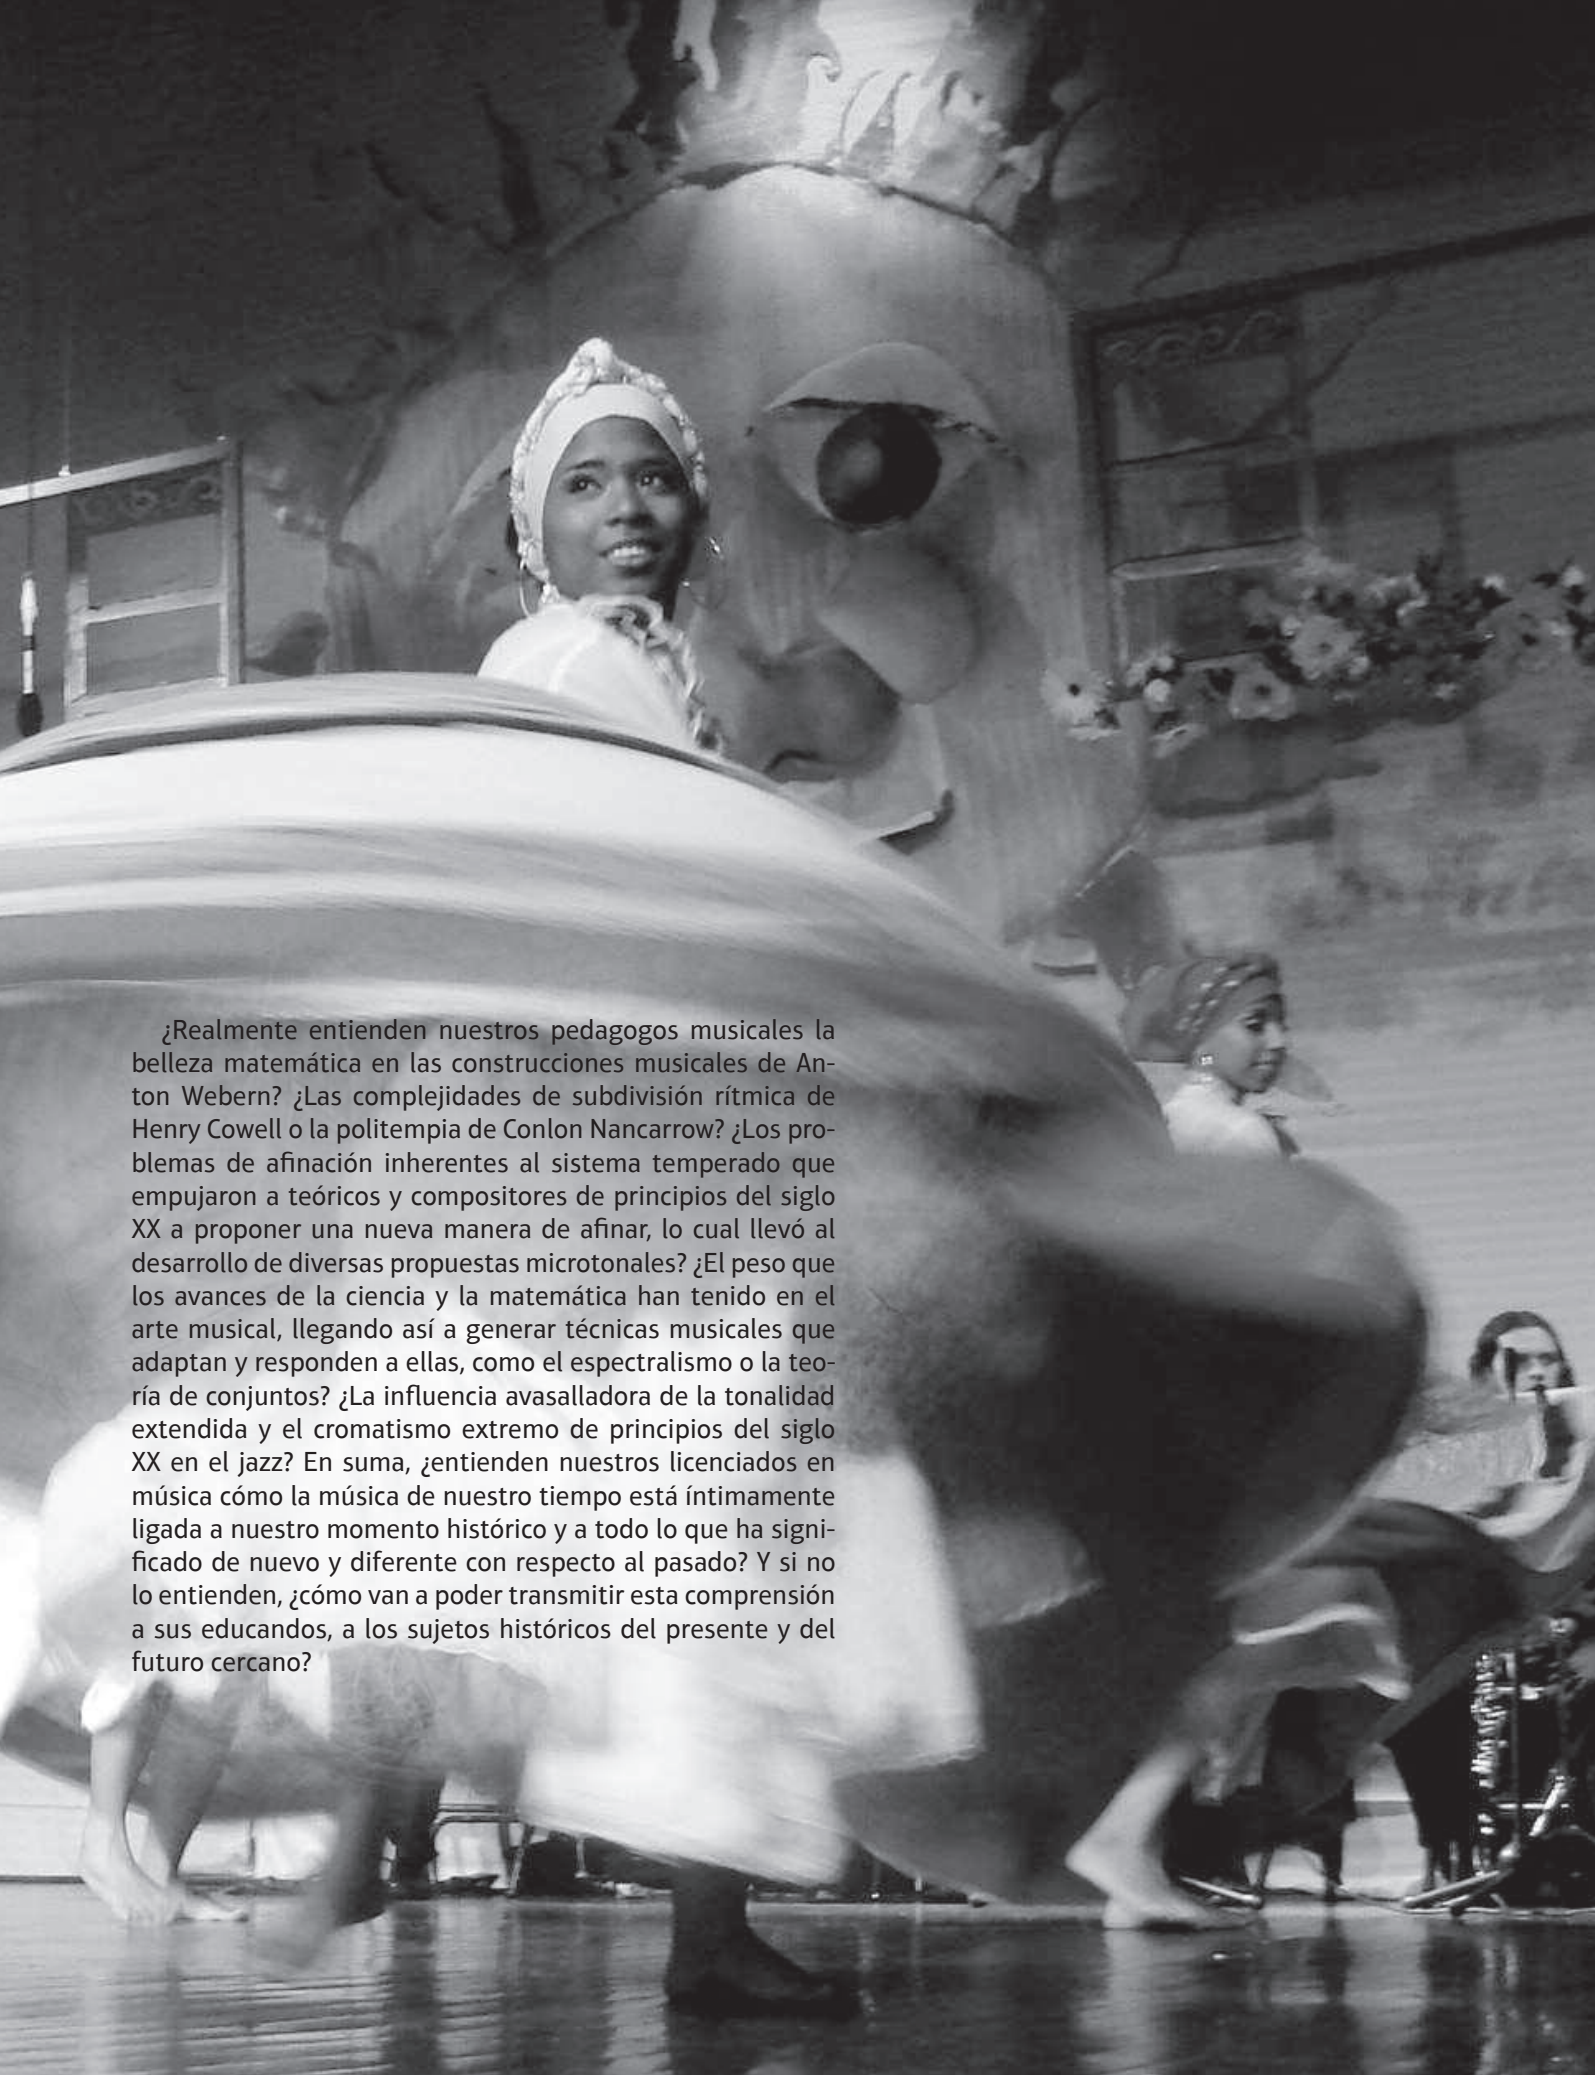 ¿Realmente entienden nuestros pedagogos musicales la
belleza matemática en las construcciones musicales de An-
ton Webern? ¿Las complejidades de subdivisión rítmica de
Henry Cowell o la politempia de Conlon Nancarrow? ¿Los pro-
blemas de afinación inherentes al sistema temperado que
empujaron a teóricos y compositores de principios del siglo
XX a proponer una nueva manera de afinar, lo cual llevó al
desarrollo de diversas propuestas microtonales? ¿El peso que
los avances de la ciencia y la matemática han tenido en el
arte musical, llegando así a generar técnicas musicales que
adaptan y responden a ellas, como el espectralismo o la teo-
ría de conjuntos? ¿La influencia avasalladora de la tonalidad
extendida y el cromatismo extremo de principios del siglo
XX en el jazz? En suma, ¿entienden nuestros licenciados en
música cómo la música de nuestro tiempo está íntimamente
ligada a nuestro momento histórico y a todo lo que ha signi-
ficado de nuevo y diferente con respecto al pasado? Y si no
lo entienden, ¿cómo van a poder transmitir esta comprensión
a sus educandos, a los sujetos históricos del presente y del
futuro cercano?